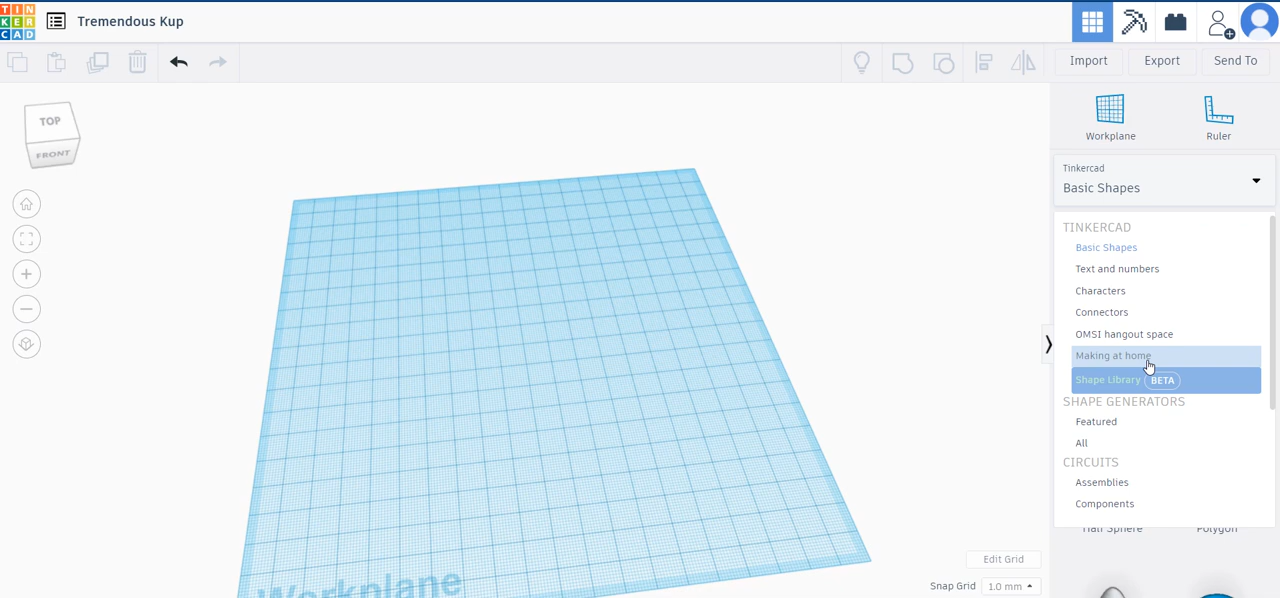 TIN
KER
CAD
Tremendous Kup
Import
Export
Send To
TOP
FRONT
Workplane
Ruler
Tinkercad
Basic Shapes
TINKERCAD
Basic Shapes
Text and numbers
Characters
Connectors
OMSI hangout space
Making at home
Shape Library BETA
SHAPE GENERATORS
Featured
All
CIRCUITS
Assemblies
Components
Half Sphere
Polygon
Edit Grid
Snap Grid 1.0 mm
Workplane